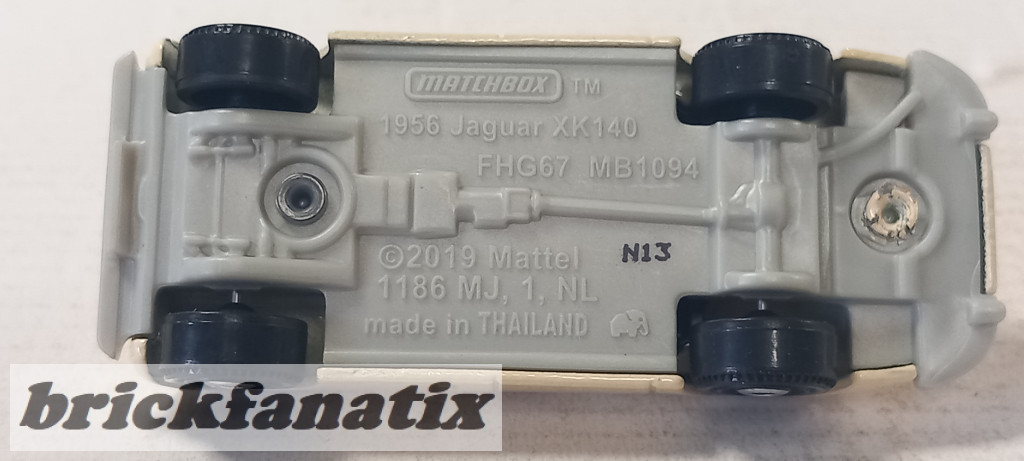 MATCHBOX TM
1956 Jaguar XK140
FHG67 MB1094
N13
©2019 Mattel
1186 MJ, 1, NL
made in THAILAND
brickfanatix